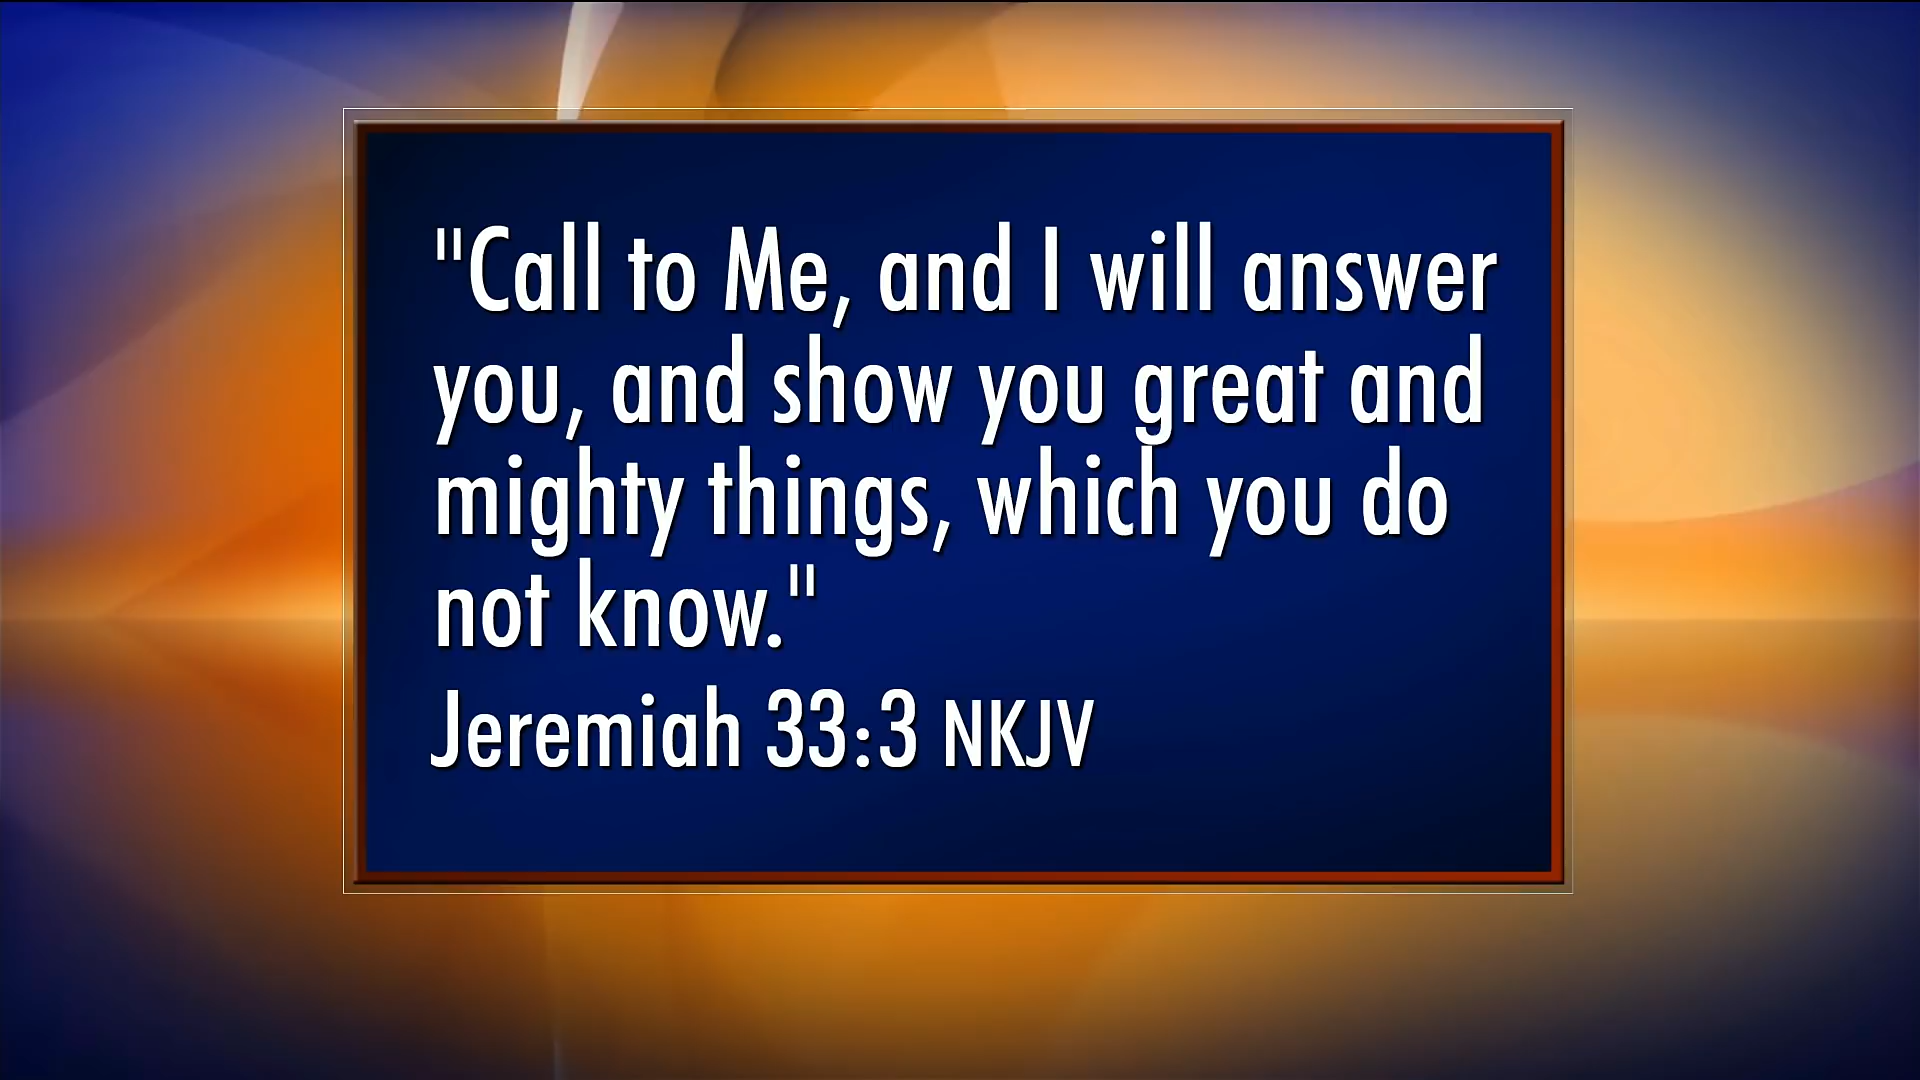 "Call to Me, and I will answer
you, and show you great and
mighty things, which you do
not know."
Jeremiah 33:3 NKJV